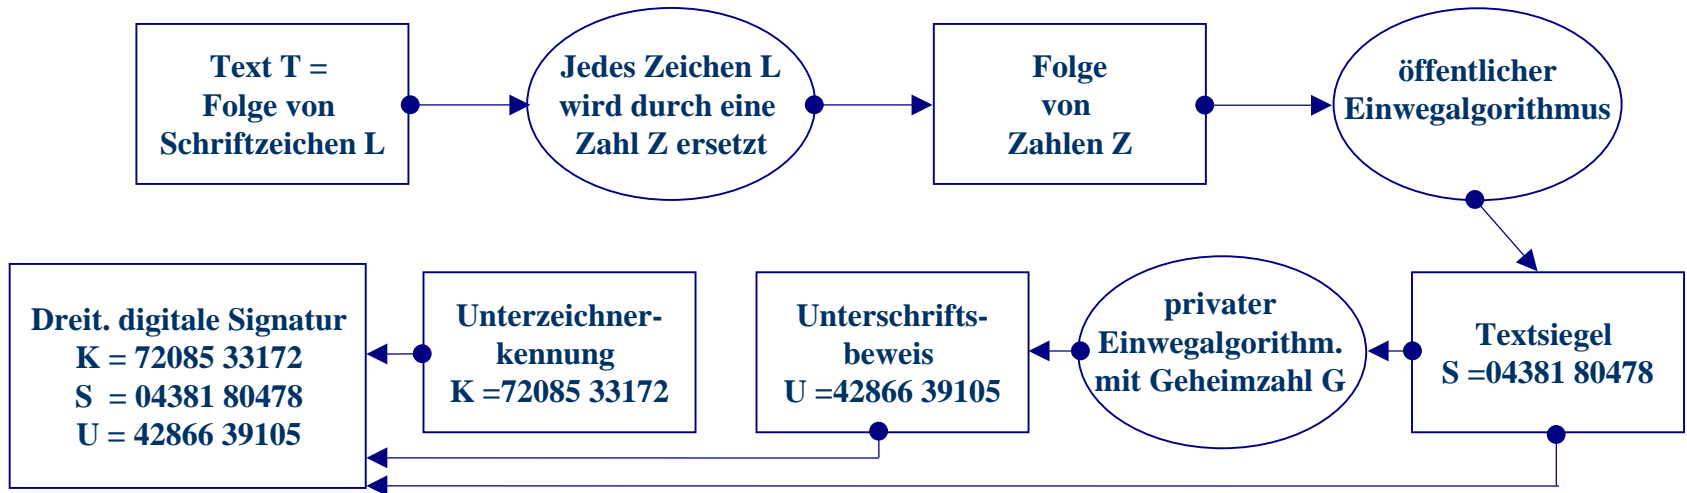 Text T =
Folge von
Schriftzeichen L
Jedes Zeichen L
wird durch eine
Zahl Z ersetzt
Folge
von
Zahlen Z
öffentlicher
Einwegalgorithmus
Dreit. digitale Signatur
K = 72085 33172
S = 04381 80478
U = 42866 39105
Unterzeichner-
kennung
K =72085 33172
Unterschrifts-
beweis
U =42866 39105
privater
Einwegalgorithm.
mit Geheimzahl G
Textsiegel
S =04381 80478